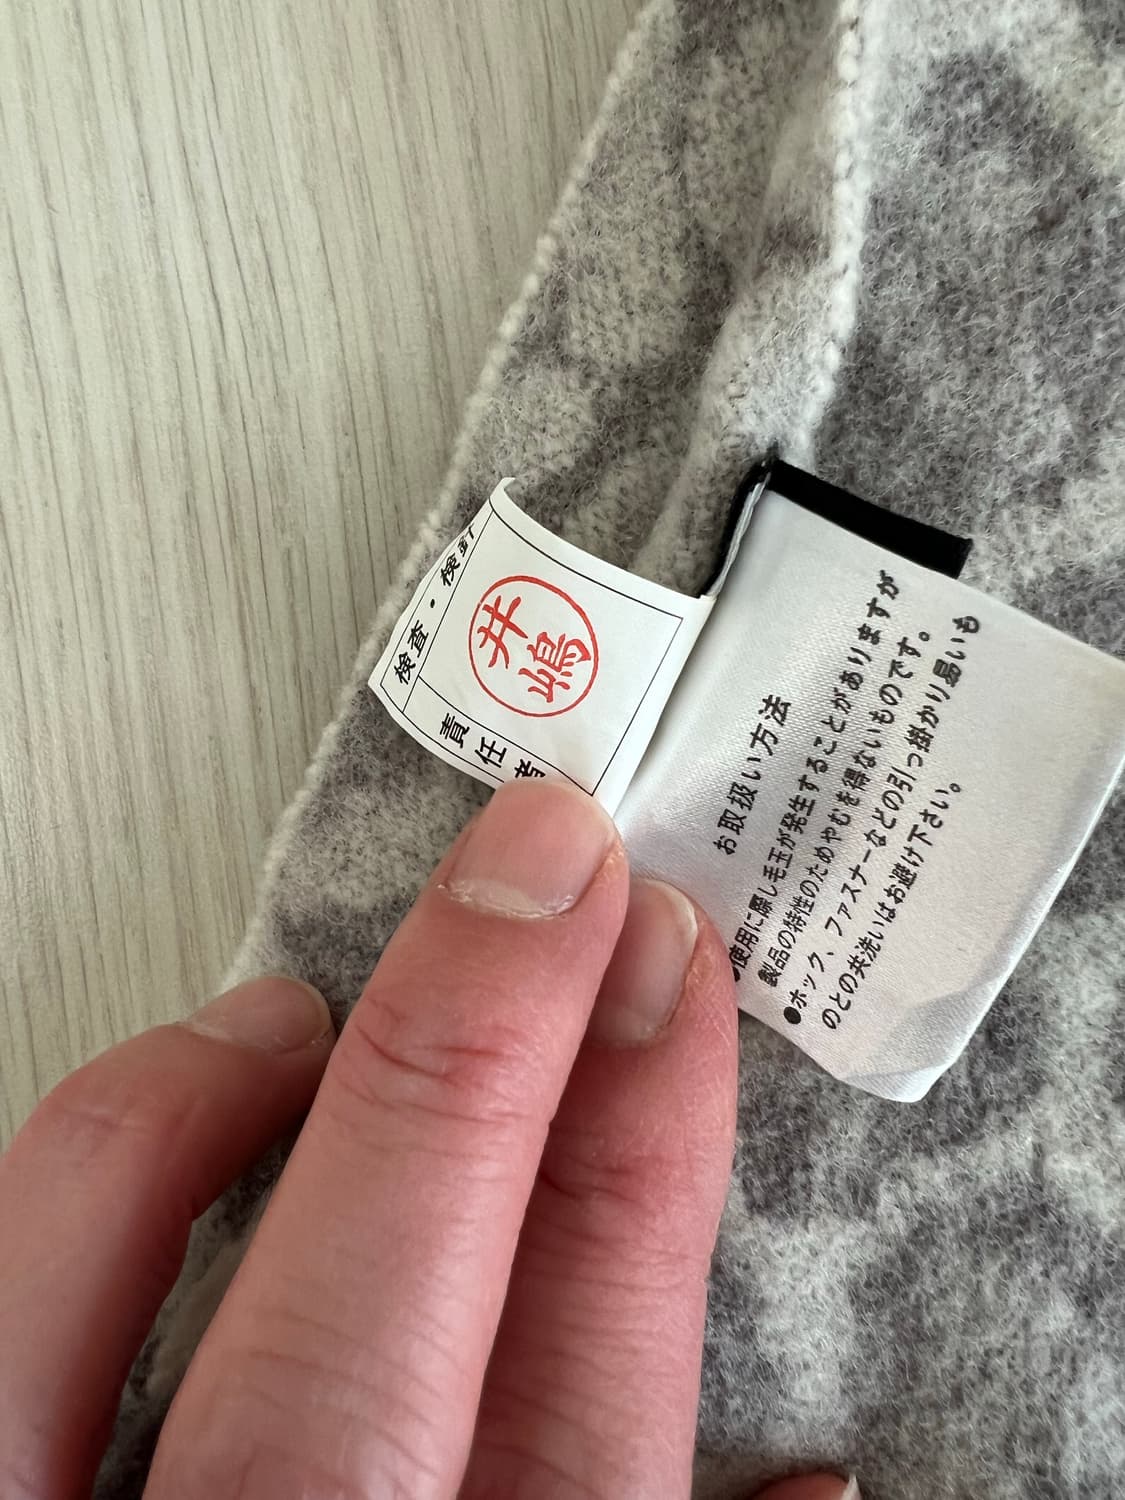 検査・検針
井嶋
責任者
お取扱い方法
●使用に際し毛玉が発生することがありますが
製品の特性のためやむを得ないものです。
●ホック、ファスナーなどの引っ掛かり易いも
のとの共洗いはお避け下さい。